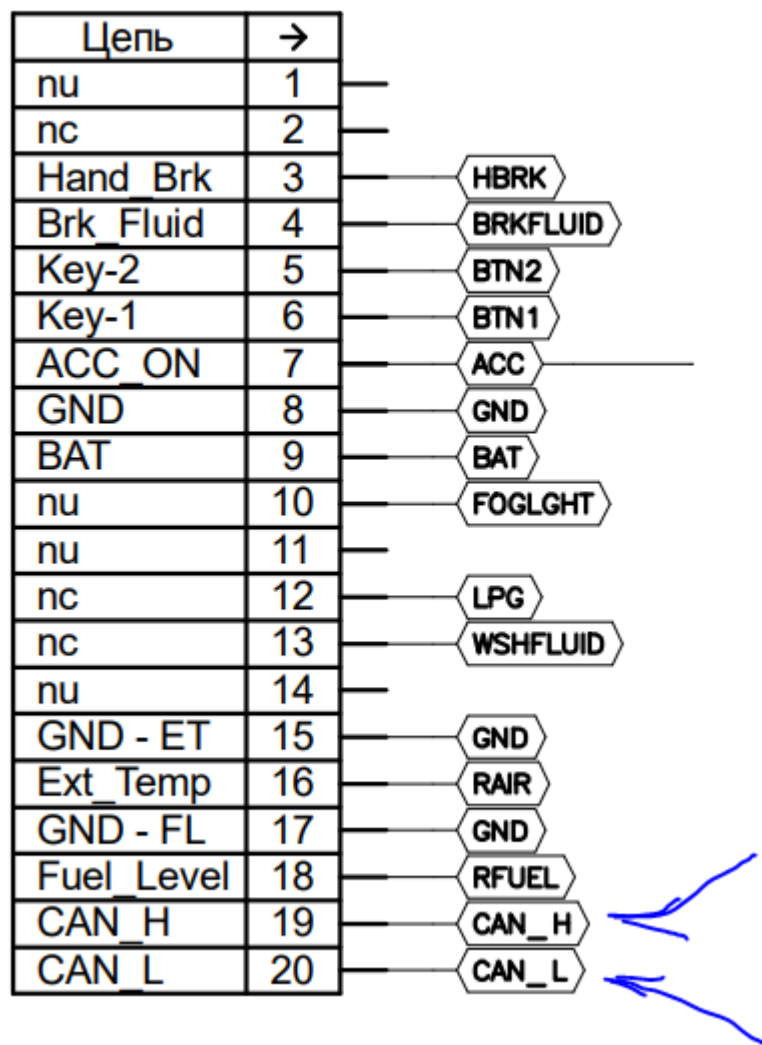 Цепь →
nu 1
nc 2
Hand_Brk 3 HBRK
Brk_Fluid 4 BRKFLUID
Key-2 5 BTN2
Key-1 6 BTN1
ACC_ON 7 ACC
GND 8 GND
BAT 9 BAT
nu 10 FOGLGHT
nu 11
nc 12 LPG
nc 13 WSHFLUID
nu 14
GND - ET 15 GND
Ext_Temp 16 RAIR
GND - FL 17 GND
Fuel_Level 18 RFUEL
CAN_H 19 CAN_H
CAN_L 20 CAN_L